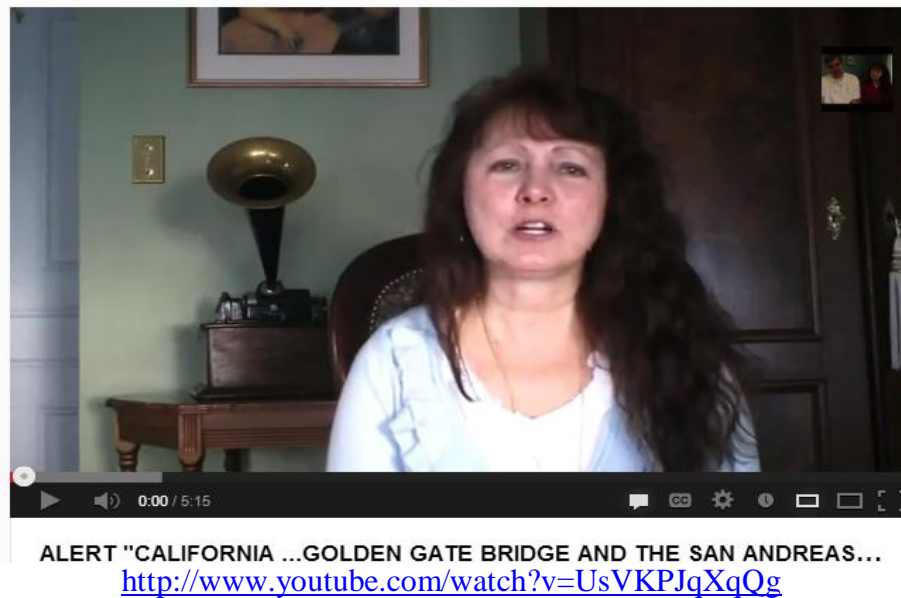 0:00 / 5:15
CC
ALERT "CALIFORNIA ...GOLDEN GATE BRIDGE AND THE SAN ANDREAS...
http://www.youtube.com/watch?v=UsVKPJqXqQg